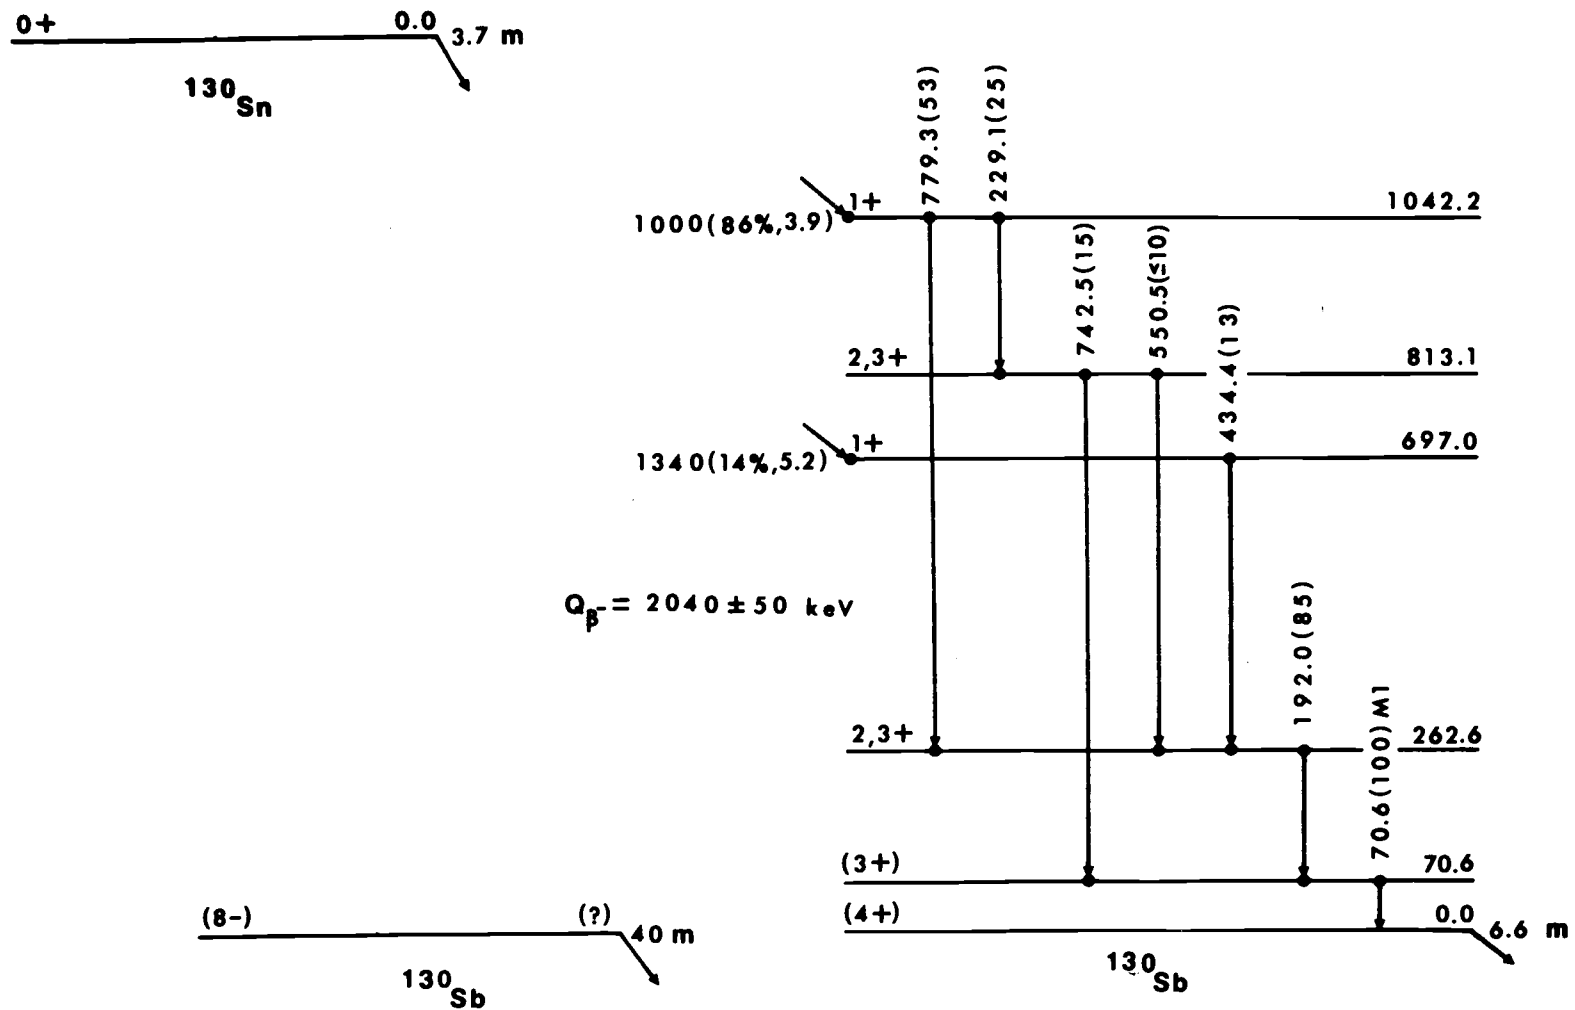 0+ 0.0 3.7 m
130Sn
779.3(53)
229.1(25)
1+ 1042.2
1000(86%,3.9)
742.5(15)
550.5(≤10)
434.4(13)
2,3+ 813.1
1+ 697.0
1340(14%,5.2)
Qβ- = 2040 ± 50 keV
192.0(85)
70.6(100)M1
2,3+ 262.6
(3+) 70.6
(8-) (?) 40 m
130Sb
(4+) 0.0 6.6 m
130Sb